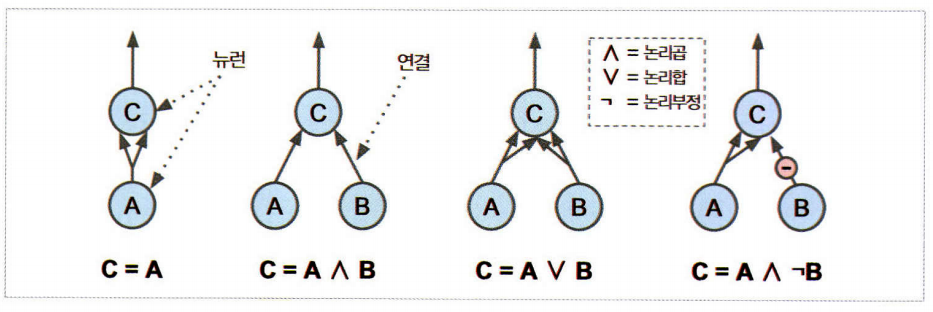 뉴런
연결
∧ = 논리곱
∨ = 논리합
¬ = 논리부정
C
C
C
C
A
A
B
A
B
A
−
B
C = A
C = A ∧ B
C = A ∨ B
C = A ∧ ¬B